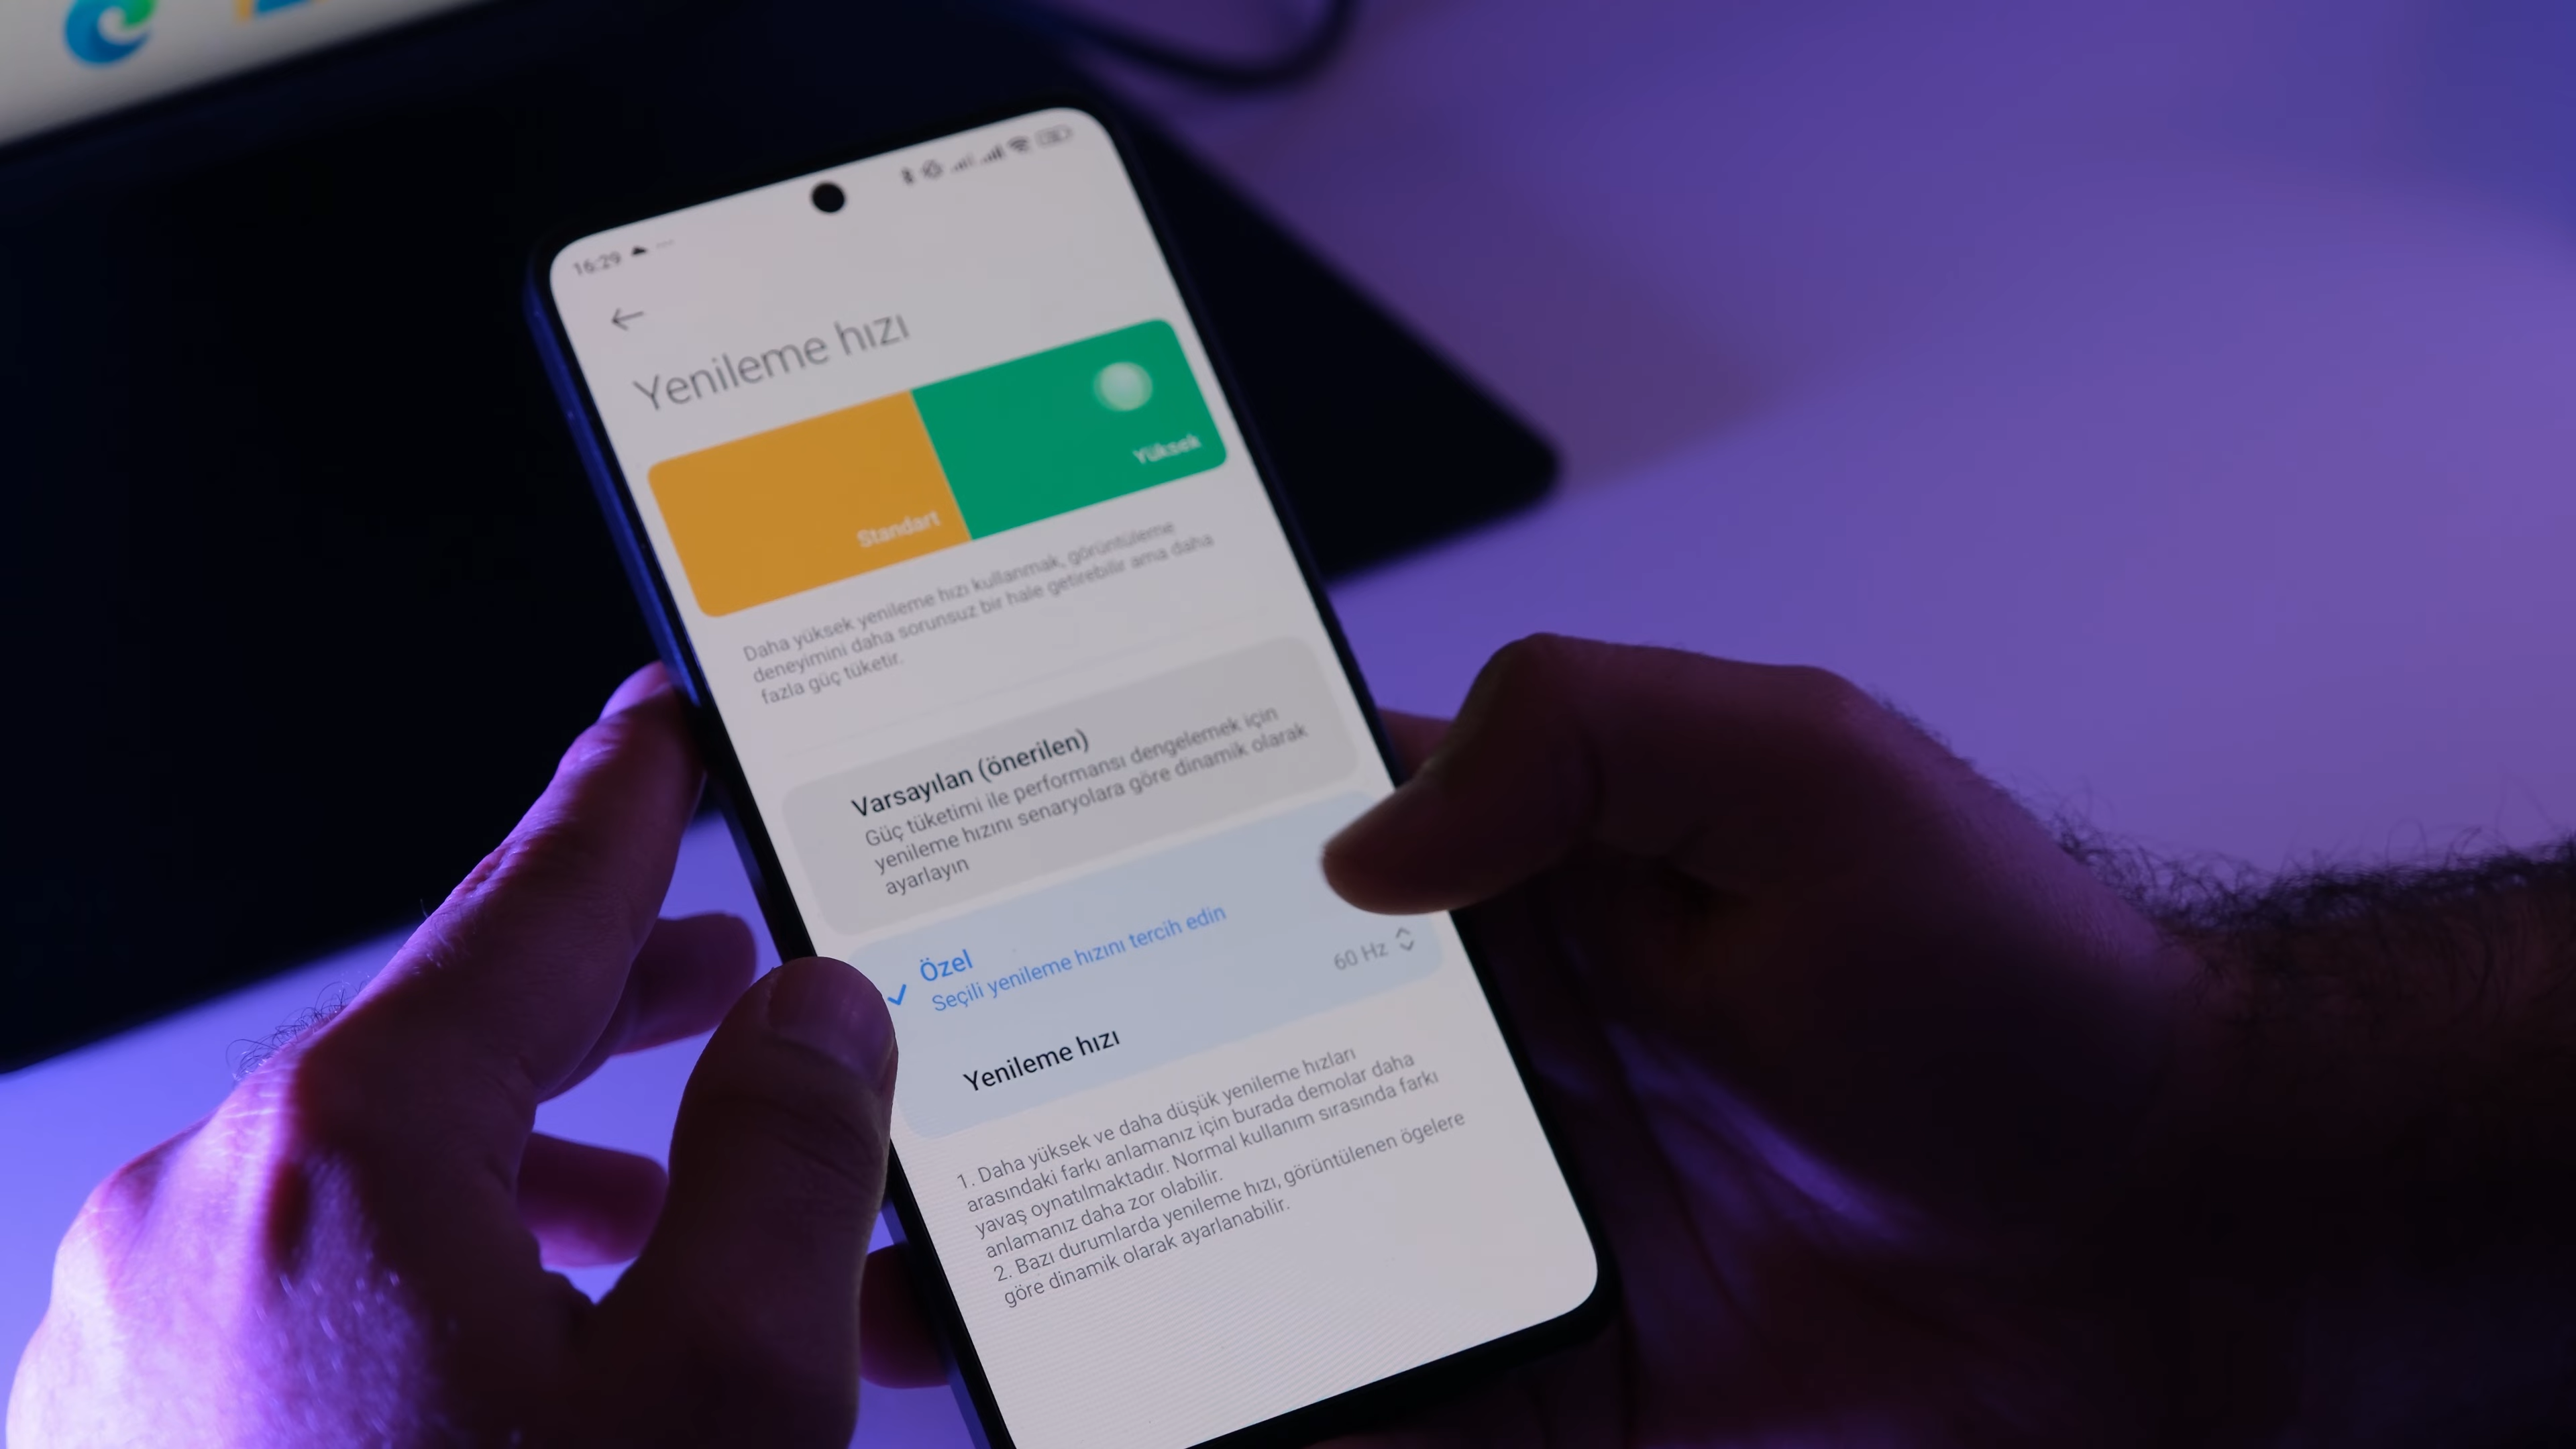 16:29
Yenileme hızı
Standart
Yüksek
Daha yüksek yenileme hızı kullanmak, görüntüleme
deneyimini daha sorunsuz bir hale getirebilir ama daha
fazla güç tüketir.
Varsayılan (önerilen)
Güç tüketimi ile performansı dengelemek için
yenileme hızını senaryolara göre dinamik olarak
ayarlayın
Özel
Seçili yenileme hızını tercih edin
Yenileme hızı
60 Hz
1. Daha yüksek ve daha düşük yenileme hızları
arasındaki farkı anlamanız için burada demolar daha
yavaş oynatılmaktadır. Normal kullanım sırasında farkı
anlamanız daha zor olabilir.
2. Bazı durumlarda yenileme hızı, görüntülenen ögelere
göre dinamik olarak ayarlanabilir.